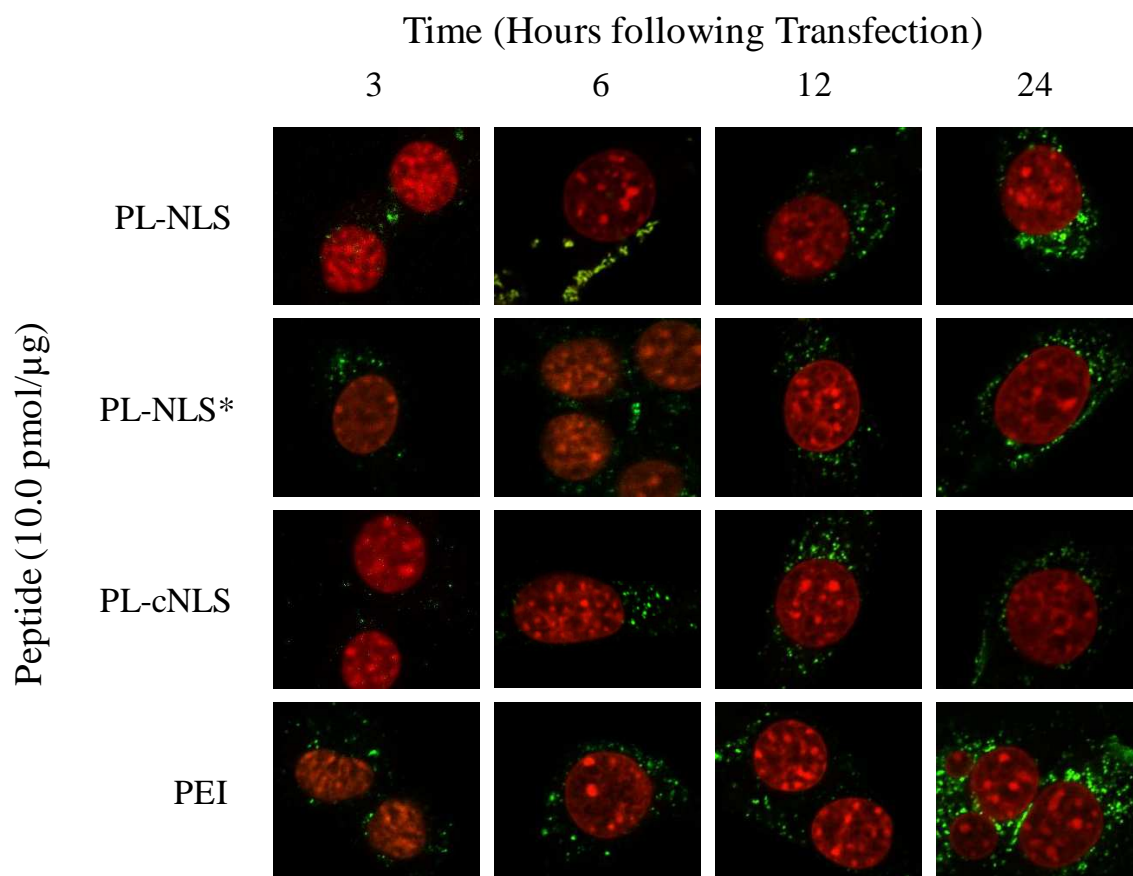 Time (Hours following Transfection)
3 6 12 24
Peptide (10.0 pmol/µg)
PL-NLS
PL-NLS*
PL-cNLS
PEI